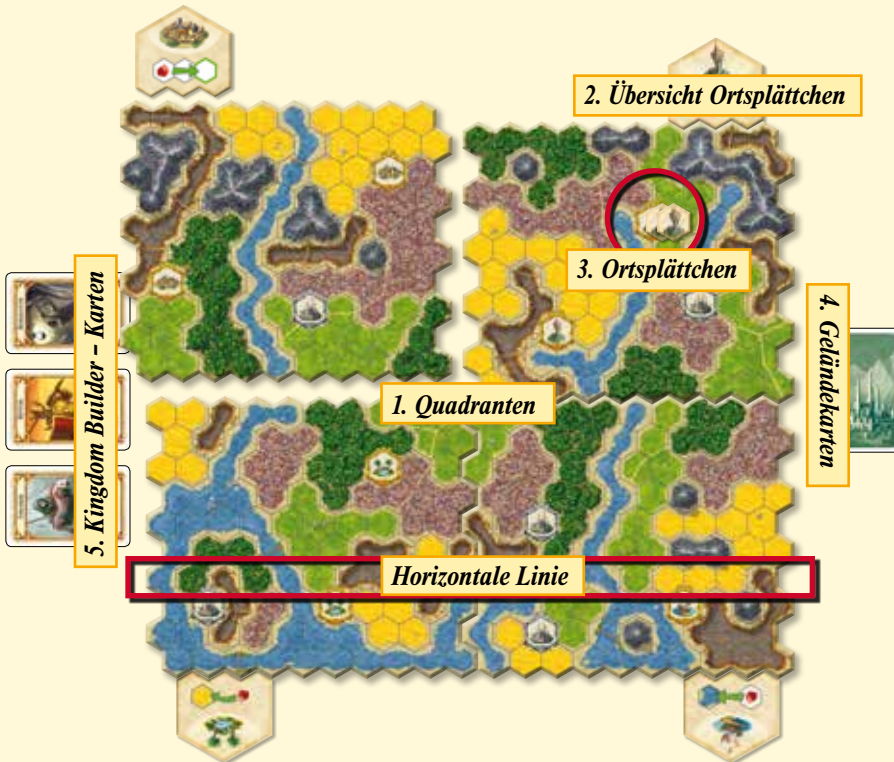 2. Übersicht Ortsplättchen
3. Ortsplättchen
4. Geländekarten
1. Quadranten
5. Kingdom Builder – Karten
Horizontale Linie